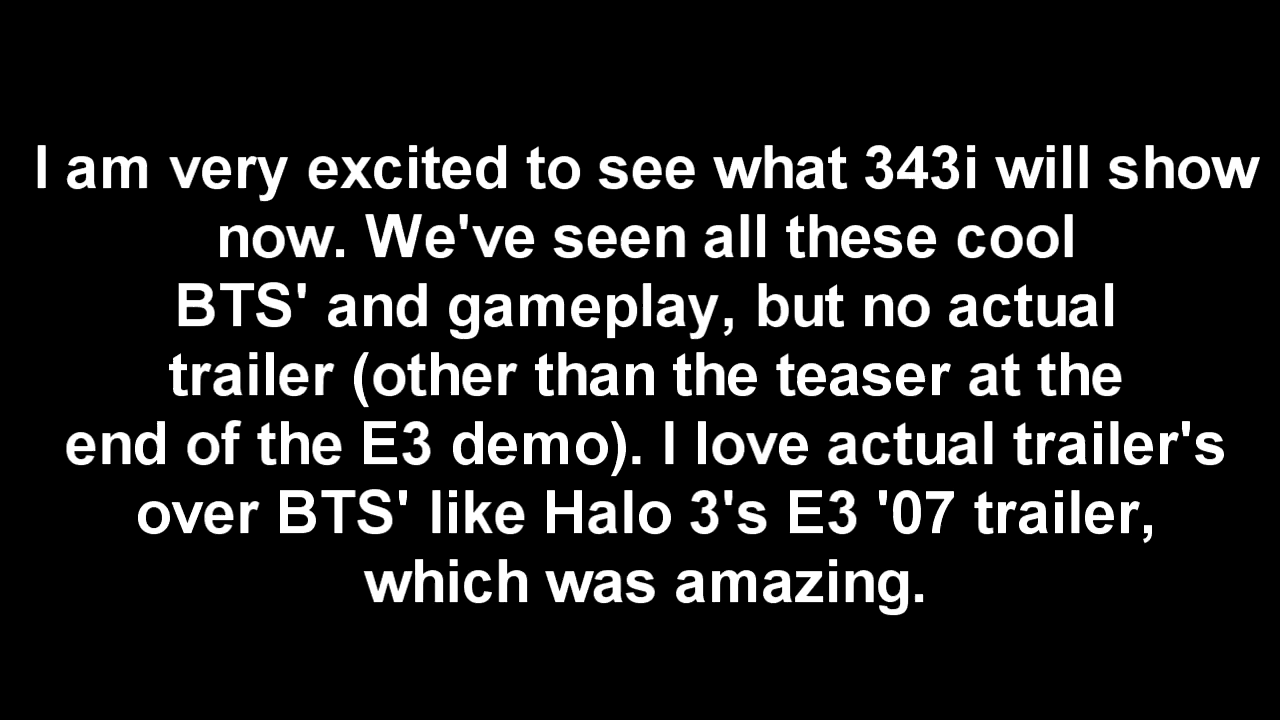 I am very excited to see what 343i will show
now. We've seen all these cool
BTS' and gameplay, but no actual
trailer (other than the teaser at the
end of the E3 demo). I love actual trailer's
over BTS' like Halo 3's E3 '07 trailer,
which was amazing.